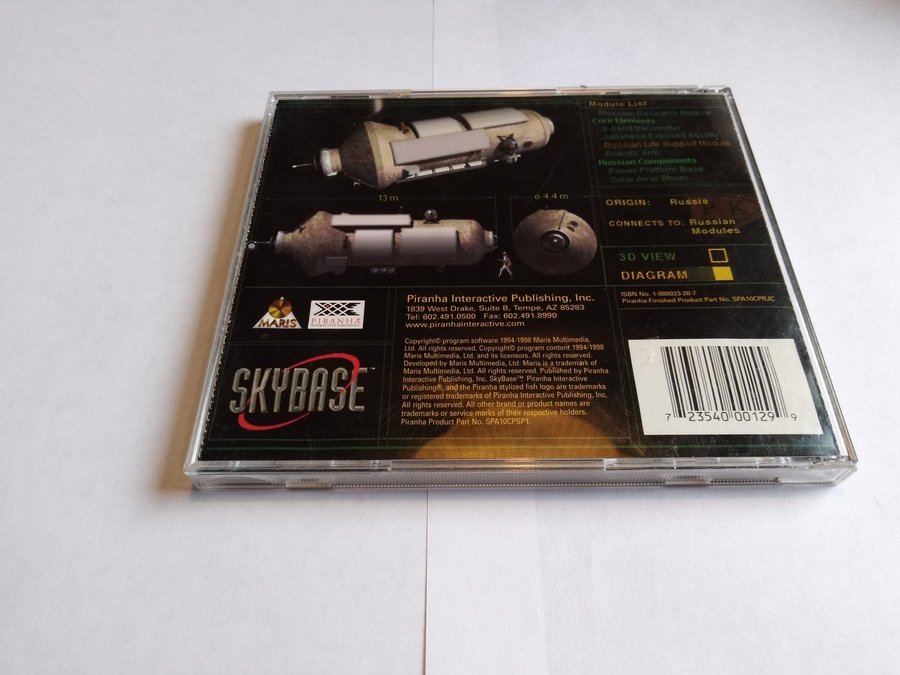 Module List
Russian Research Module
Core Elements
S-band transmitter
Japanese Exposed Facility
Russian Life Support Module
Robotic Arm
Russian Components
Power Platform Base
Solar Array Boom
13 m
ϕ 4.4 m
ORIGIN: Russia
CONNECTS TO: Russian
Modules
3D VIEW
DIAGRAM
ISBN No. 1-888023-28-7
Piranha Finished Product Part No. SPA10CPRJC
MARIS
PIRANHA
INTERACTIVE PUBLISHING
Piranha Interactive Publishing, Inc.
1839 West Drake, Suite B, Tempe, AZ 85283
Tel: 602.491.0500 Fax: 602.491.8990
www.piranhainteractive.com
Copyright© program software 1994-1998 Maris Multimedia,
Ltd. All rights reserved. Copyright© program content 1994-1998
Maris Multimedia, Ltd. and its licensors. All rights reserved.
Developed by Maris Multimedia, Ltd. Maris is a trademark of
Maris Multimedia, Ltd. All rights reserved. Published by Piranha
Interactive Publishing, Inc. SkyBase™, Piranha Interactive
Publishing®, and the Piranha stylized fish logo are trademarks
or registered trademarks of Piranha Interactive Publishing, Inc.
All rights reserved. All other brand or product names are
trademarks or service marks of their respective holders.
Piranha Product Part No. SPA10CPSP1.
SKYBASE™
7 23540 00129 9